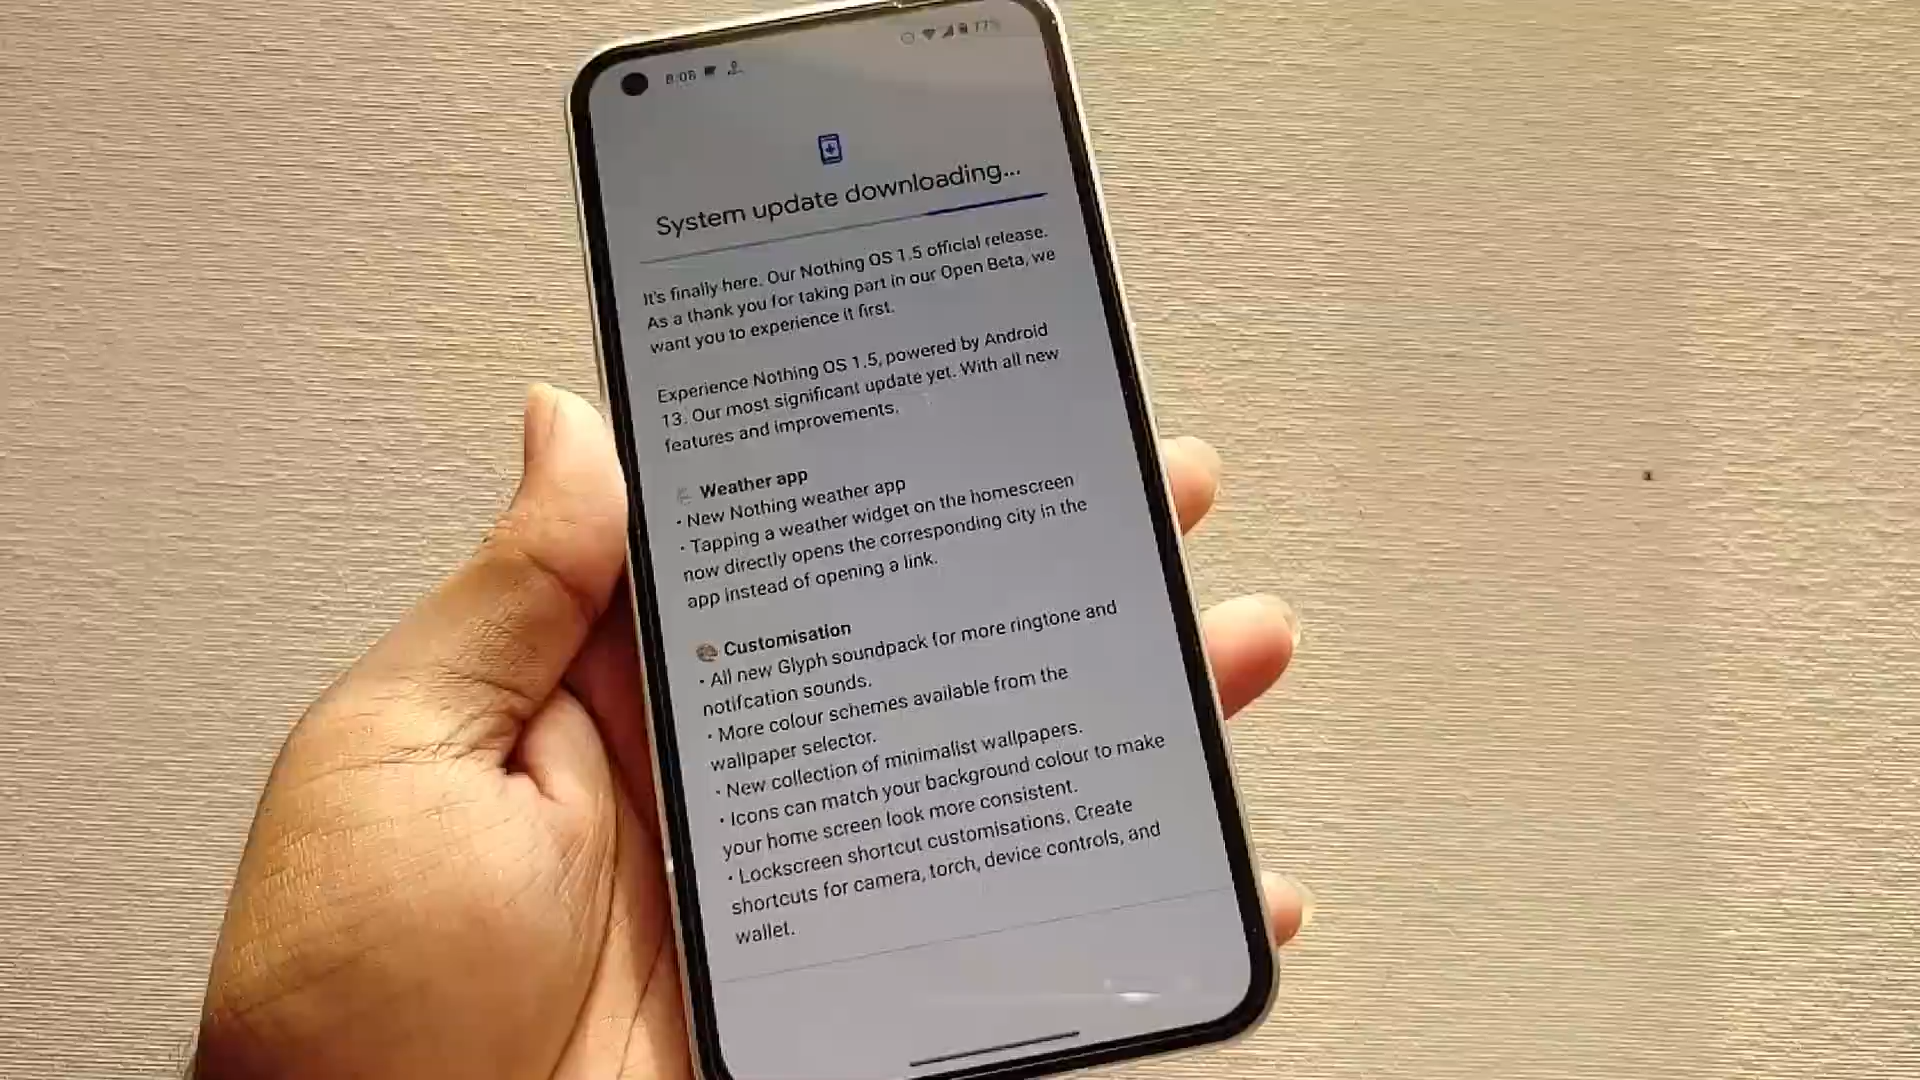 8:08
77%
System update downloading...
It's finally here. Our Nothing OS 1.5 official release.
As a thank you for taking part in our Open Beta, we
want you to experience it first.
Experience Nothing OS 1.5, powered by Android
13. Our most significant update yet. With all new
features and improvements.
Weather app
• New Nothing weather app
• Tapping a weather widget on the homescreen
now directly opens the corresponding city in the
app instead of opening a link.
🎨 Customisation
• All new Glyph soundpack for more ringtone and
notifcation sounds.
• More colour schemes available from the
wallpaper selector.
• New collection of minimalist wallpapers.
• Icons can match your background colour to make
your home screen look more consistent.
• Lockscreen shortcut customisations. Create
shortcuts for camera, torch, device controls, and
wallet.